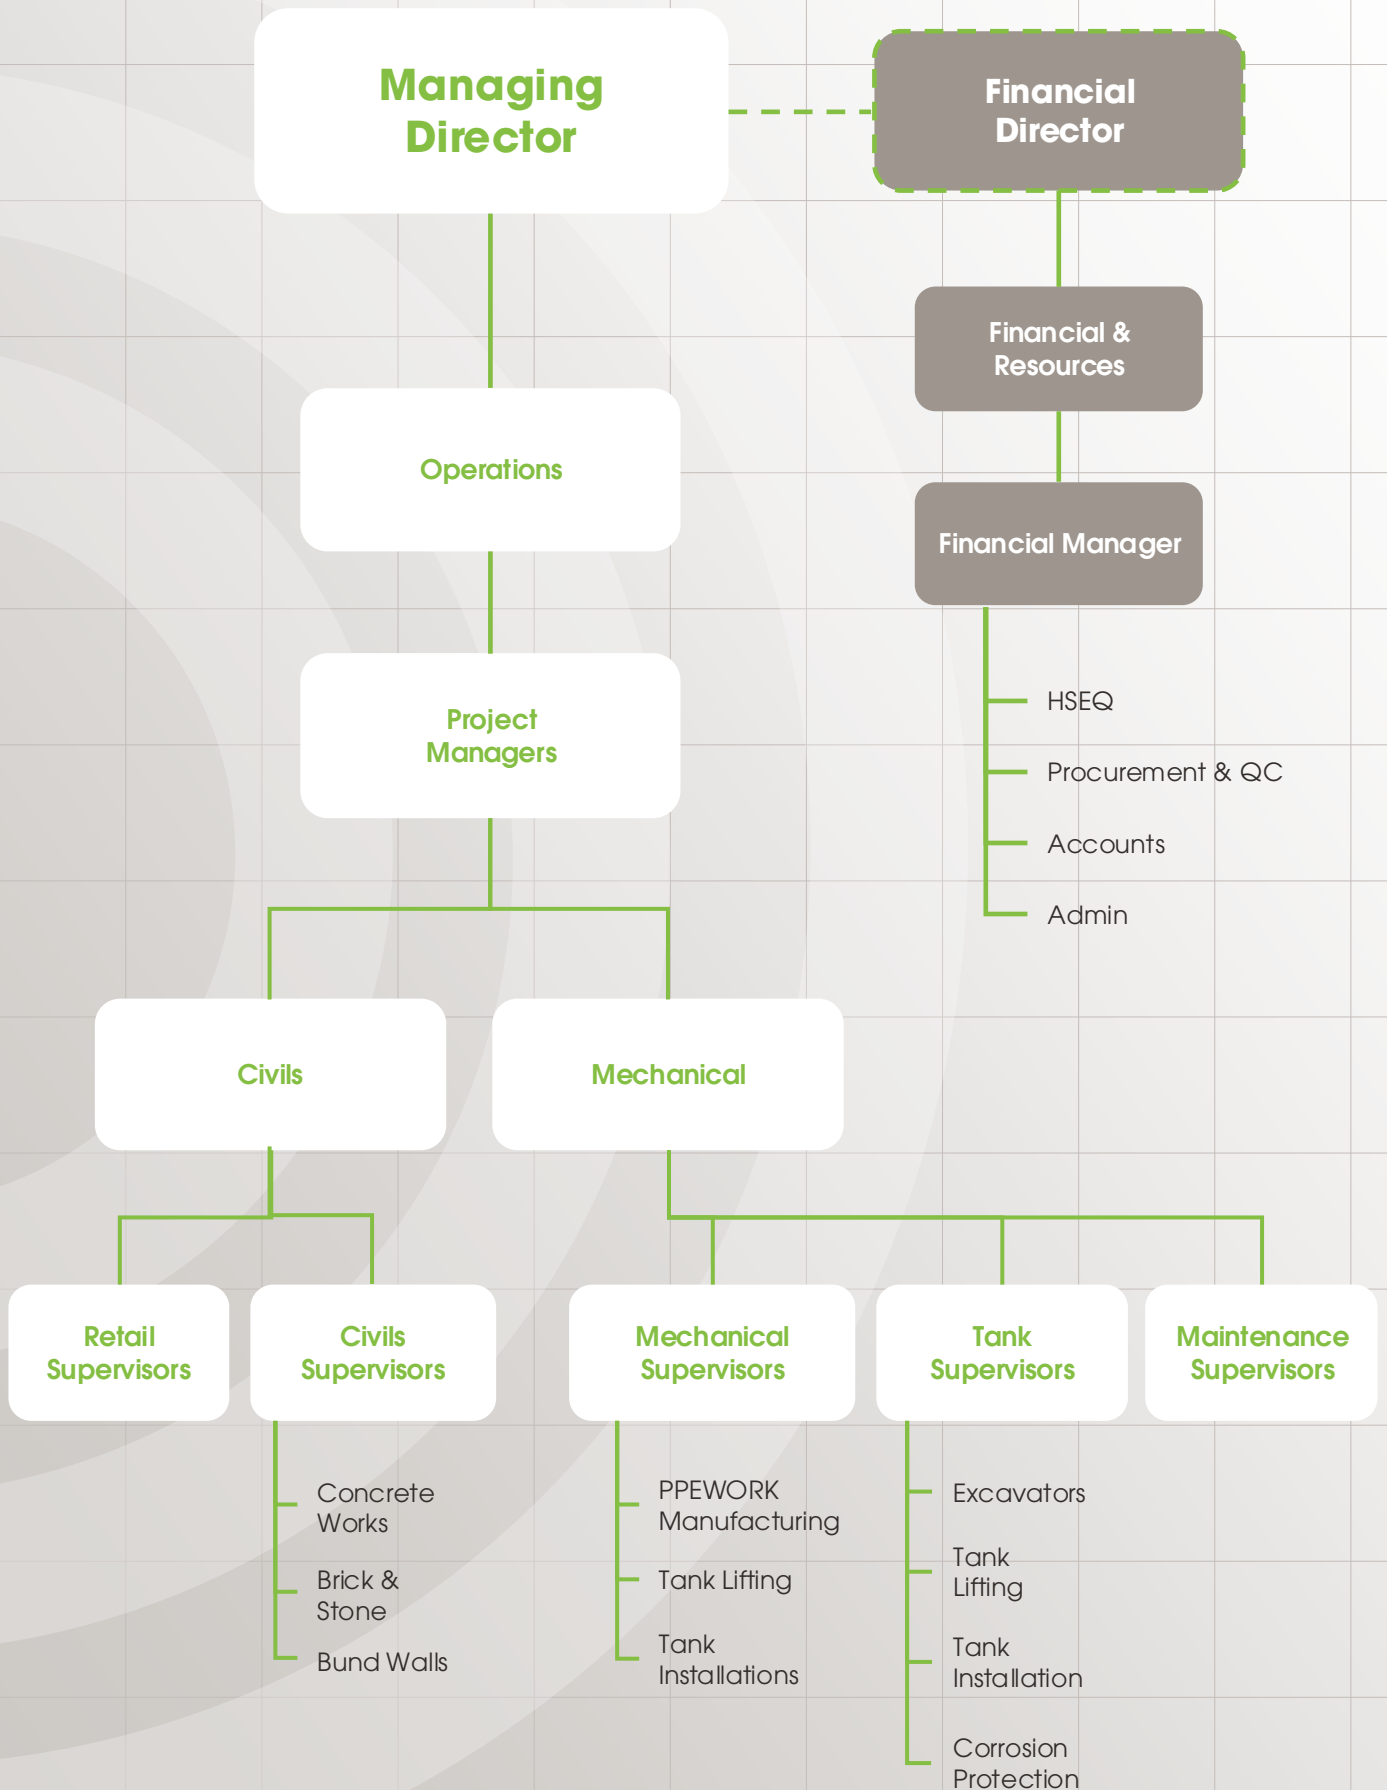 Managing
Director
Financial
Director
Financial &
Resources
Operations
Financial Manager
Project
Managers
HSEQ
Procurement & QC
Accounts
Admin
Civils
Mechanical
Retail
Supervisors
Civils
Supervisors
Mechanical
Supervisors
Tank
Supervisors
Maintenance
Supervisors
Concrete
Works
Brick &
Stone
Bund Walls
PPEWORK
Manufacturing
Tank Lifting
Tank
Installations
Excavators
Tank
Lifting
Tank
Installation
Corrosion
Protection